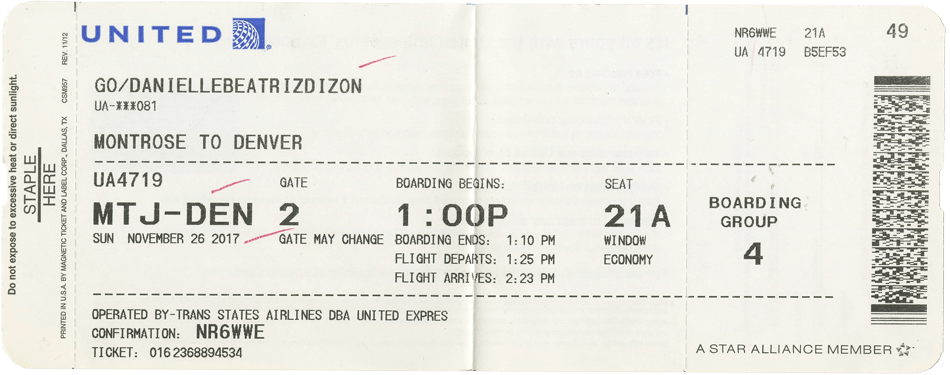 Do not expose to excessive heat or direct sunlight.
STAPLE
HERE
PRINTED IN U.S.A. BY MAGNETIC TICKET AND LABEL CORP., DALLAS, TX CSM957 REV. 11/12
UNITED
GO/DANIELLEBEATRIZDIZON
UA-***081
MONTROSE TO DENVER
UA4719 GATE BOARDING BEGINS: SEAT
MTJ-DEN 2 1:00P 21A
SUN NOVEMBER 26 2017 GATE MAY CHANGE BOARDING ENDS: 1:10 PM WINDOW
FLIGHT DEPARTS: 1:25 PM ECONOMY
FLIGHT ARRIVES: 2:23 PM
OPERATED BY-TRANS STATES AIRLINES DBA UNITED EXPRES
CONFIRMATION: NR6WWE
TICKET: 016 2368894534
NR6WWE 21A 49
UA 4719 B5EF53
BOARDING
GROUP
4
A STAR ALLIANCE MEMBER